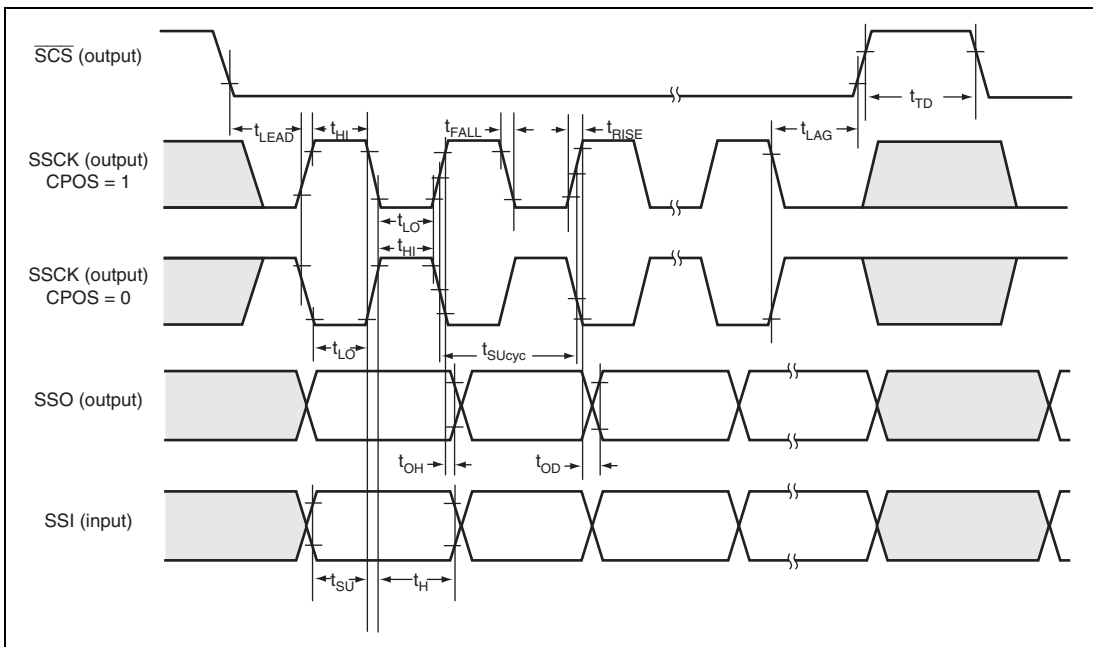 SCS (output)
tTD
tLEAD
tHI
tFALL
tRISE
tLAG
SSCK (output)
CPOS = 1
tLO
tHI
SSCK (output)
CPOS = 0
tLO
tSUcyc
SSO (output)
tOH
tOD
SSI (input)
tSU
tH